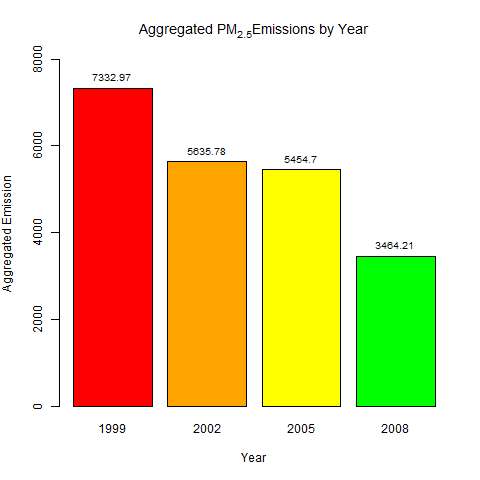 Aggregated PM2.5Emissions by Year
Aggregated Emission
8000
6000
4000
2000
0
7332.97
5635.78
5454.7
3464.21
1999 2002 2005 2008
Year